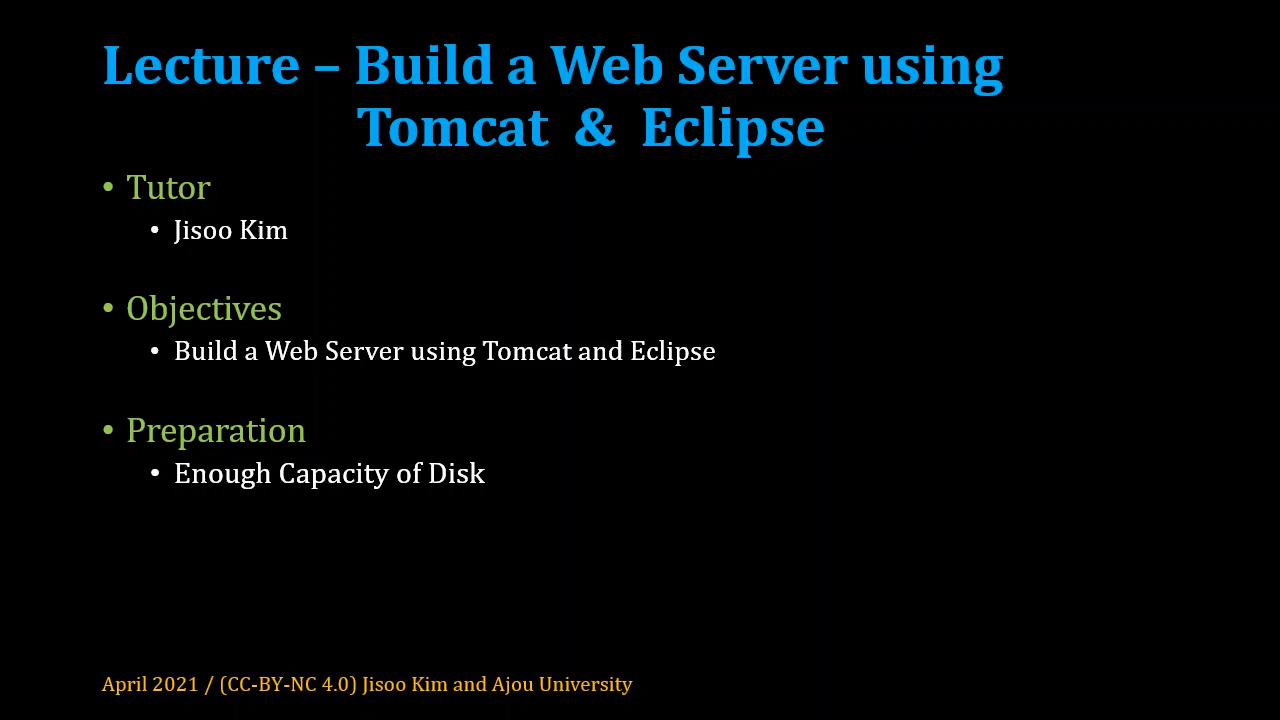 Lecture – Build a Web Server using
Tomcat & Eclipse
• Tutor
• Jisoo Kim
• Objectives
• Build a Web Server using Tomcat and Eclipse
• Preparation
• Enough Capacity of Disk
April 2021 / (CC-BY-NC 4.0) Jisoo Kim and Ajou University